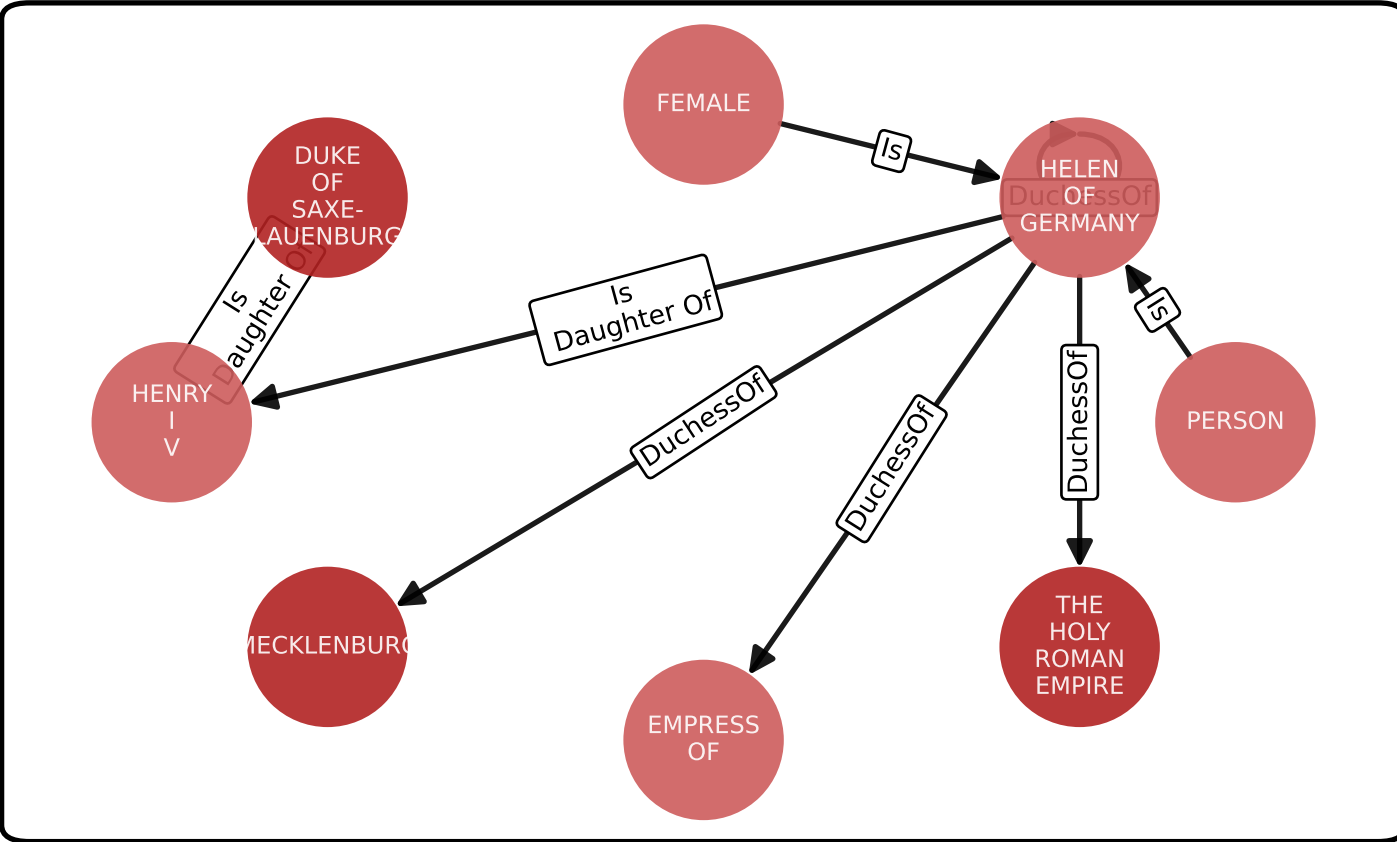 FEMALE
Is
DUKE
OF
SAXE-
LAUENBURG
HELEN
OF
GERMANY
DuchessOf
Is
Daughter Of
Is
Daughter Of
Is
HENRY
I
V
DuchessOf
DuchessOf
DuchessOf
PERSON
MECKLENBURG
THE
HOLY
ROMAN
EMPIRE
EMPRESS
OF